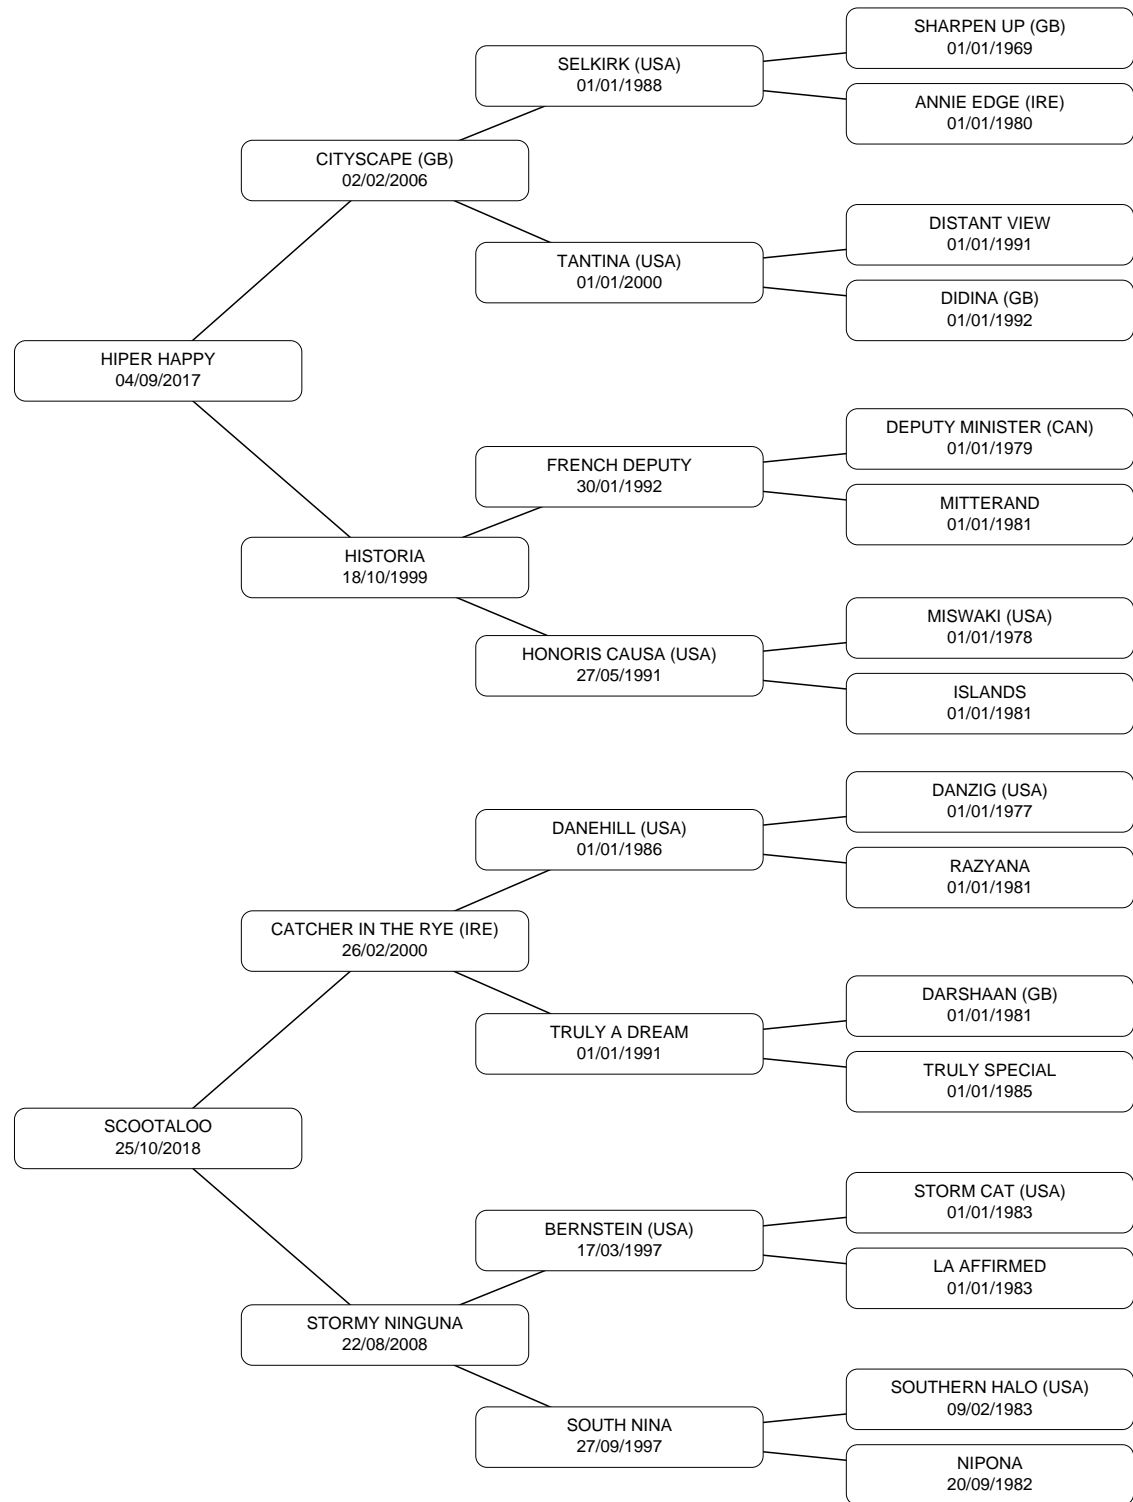 SHARPEN UP (GB)
01/01/1969
SELKIRK (USA)
01/01/1988
ANNIE EDGE (IRE)
01/01/1980
CITYSCAPE (GB)
02/02/2006
DISTANT VIEW
01/01/1991
TANTINA (USA)
01/01/2000
DIDINA (GB)
01/01/1992
HIPER HAPPY
04/09/2017
DEPUTY MINISTER (CAN)
01/01/1979
FRENCH DEPUTY
30/01/1992
MITTERAND
01/01/1981
HISTORIA
18/10/1999
MISWAKI (USA)
01/01/1978
HONORIS CAUSA (USA)
27/05/1991
ISLANDS
01/01/1981
DANZIG (USA)
01/01/1977
DANEHILL (USA)
01/01/1986
RAZYANA
01/01/1981
CATCHER IN THE RYE (IRE)
26/02/2000
DARSHAAN (GB)
01/01/1981
TRULY A DREAM
01/01/1991
TRULY SPECIAL
01/01/1985
SCOOTALOO
25/10/2018
STORM CAT (USA)
01/01/1983
BERNSTEIN (USA)
17/03/1997
LA AFFIRMED
01/01/1983
STORMY NINGUNA
22/08/2008
SOUTHERN HALO (USA)
09/02/1983
SOUTH NINA
27/09/1997
NIPONA
20/09/1982